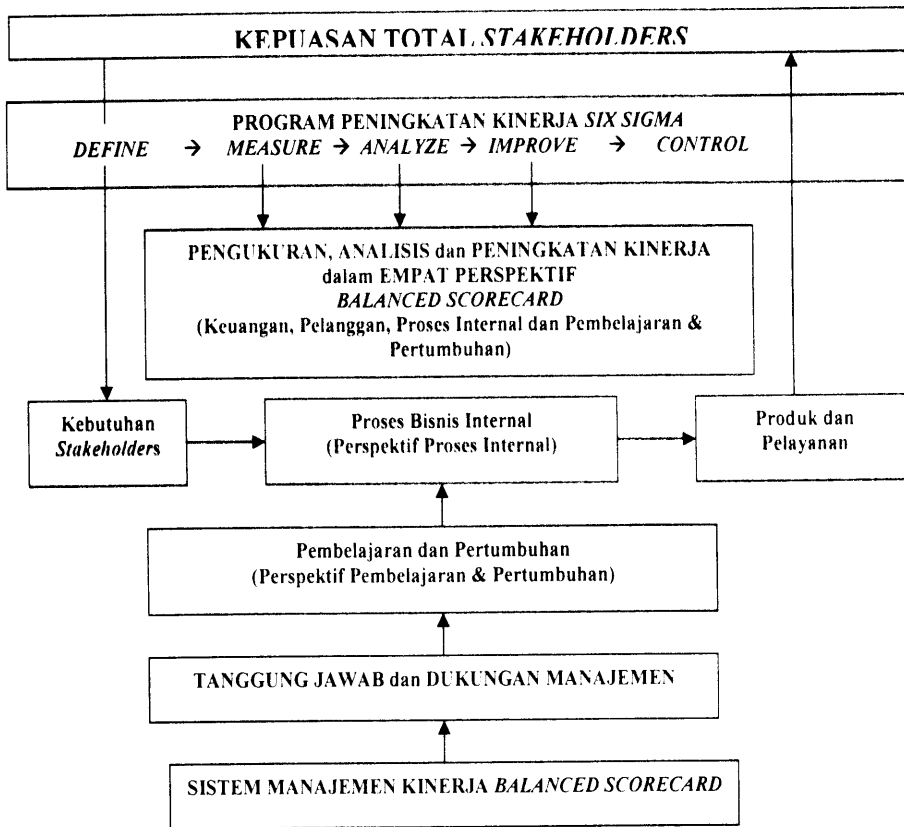 KEPUASAN TOTAL STAKEHOLDERS
PROGRAM PENINGKATAN KINERJA SIX SIGMA
DEFINE → MEASURE → ANALYZE → IMPROVE → CONTROL
PENGUKURAN, ANALISIS dan PENINGKATAN KINERJA
dalam EMPAT PERSPEKTIF
BALANCED SCORECARD
(Keuangan, Pelanggan, Proses Internal dan Pembelajaran &
Pertumbuhan)
Kebutuhan
Stakeholders
Proses Bisnis Internal
(Perspektif Proses Internal)
Produk dan
Pelayanan
Pembelajaran dan Pertumbuhan
(Perspektif Pembelajaran & Pertumbuhan)
TANGGUNG JAWAB dan DUKUNGAN MANAJEMEN
SISTEM MANAJEMEN KINERJA BALANCED SCORECARD